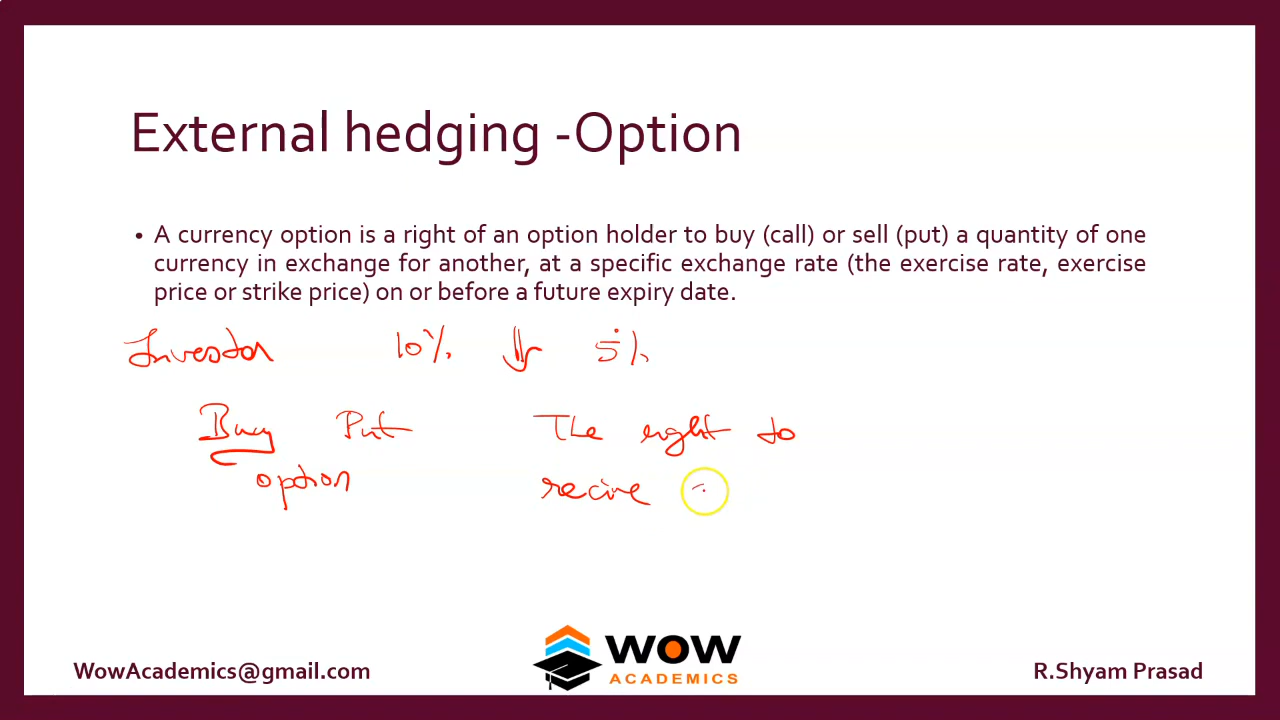 External hedging -Option
• A currency option is a right of an option holder to buy (call) or sell (put) a quantity of one
currency in exchange for another, at a specific exchange rate (the exercise rate, exercise
price or strike price) on or before a future expiry date.
Investor 10% ↓ 5%
Buy Put The right to
option recive
WOW
ACADEMICS
WowAcademics@gmail.com R.Shyam Prasad